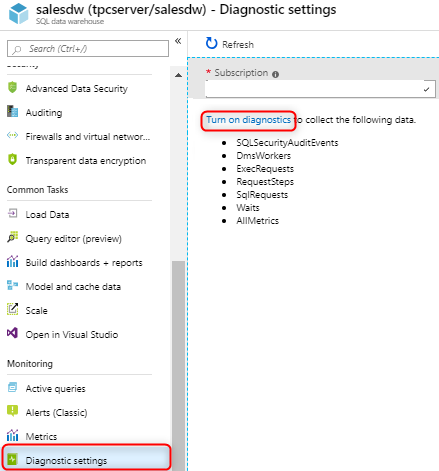 salesdw (tpcserver/salesdw) - Diagnostic settings
SQL data warehouse
Search (Ctrl+/)
Security
Advanced Data Security
Auditing
Firewalls and virtual networ...
Transparent data encryption
Common Tasks
Load Data
Query editor (preview)
Build dashboards + reports
Model and cache data
Scale
Open in Visual Studio
Monitoring
Active queries
Alerts (Classic)
Metrics
Diagnostic settings
Refresh
* Subscription
Turn on diagnostics to collect the following data.
SQLSecurityAuditEvents
DmsWorkers
ExecRequests
RequestSteps
SqlRequests
Waits
AllMetrics